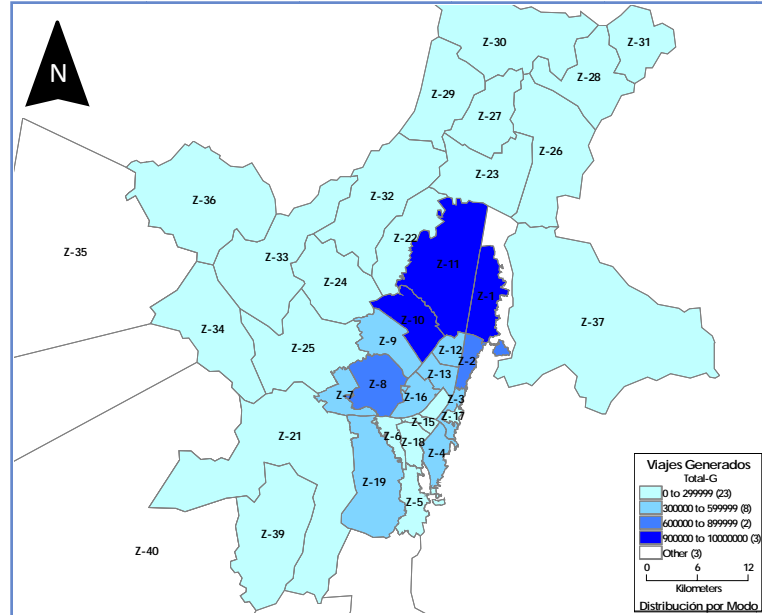 Z-30
Z-31
N
Z-28
Z-29
Z-27
Z-26
Z-23
Z-32
Z-36
Z-22
Z-35
Z-33
Z-11
Z-24
Z-1
Z-10
Z-37
Z-34
Z-9
Z-25
Z-12
Z-2
Z-13
Z-8
Z-7
Z-16
Z-3
Z-17
Z-15
Z-21
Z-6
Z-18
Z-4
Z-19
Z-5
Z-39
Z-40
Viajes Generados
Total-G
0 to 299999 (23)
300000 to 599999 (8)
600000 to 899999 (2)
900000 to 10000000 (3)
Other (3)
0 6 12
Kilometers
Distribución por Modo